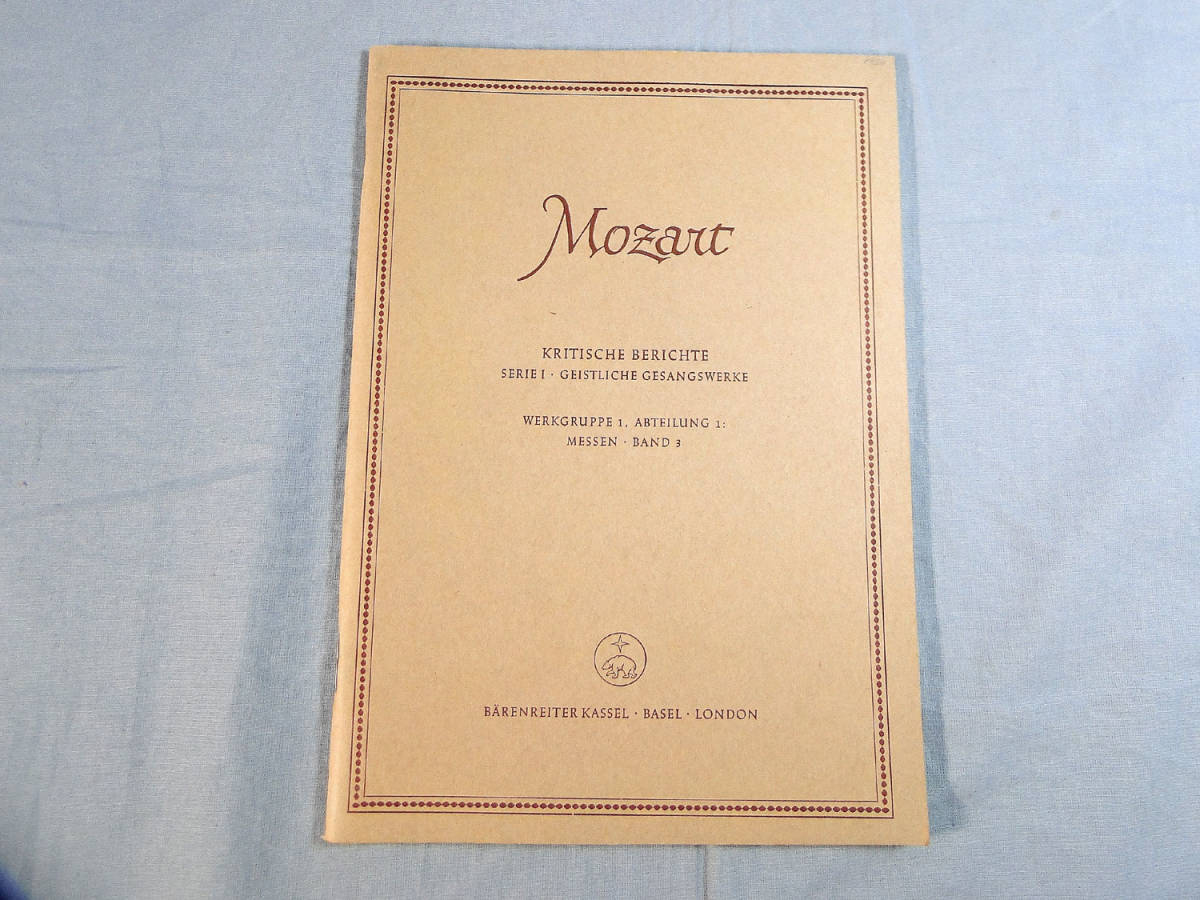 Mozart
KRITISCHE BERICHTE
SERIE I · GEISTLICHE GESANGSWERKE
WERKGRUPPE 1, ABTEILUNG 1:
MESSEN · BAND 3
BÄRENREITER KASSEL · BASEL · LONDON